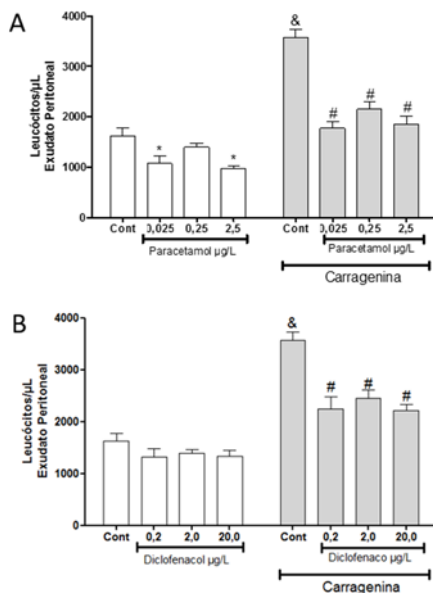 A
Leucócitos/µL
Exudato Peritoneal
4000
3000
2000
1000
0
*
*
&
#
#
#
Cont
0,025
0,25
2,5
Cont
0,025
0,25
2,5
Paracetamol µg/L
Paracetamol µg/L
Carragenina
B
Leucócitos/µL
Exudato Peritoneal
4000
3000
2000
1000
0
&
#
#
#
Cont
0,2
2,0
20,0
Cont
0,2
2,0
20,0
Diclofenacol µg/L
Diclofenaco µg/L
Carragenina